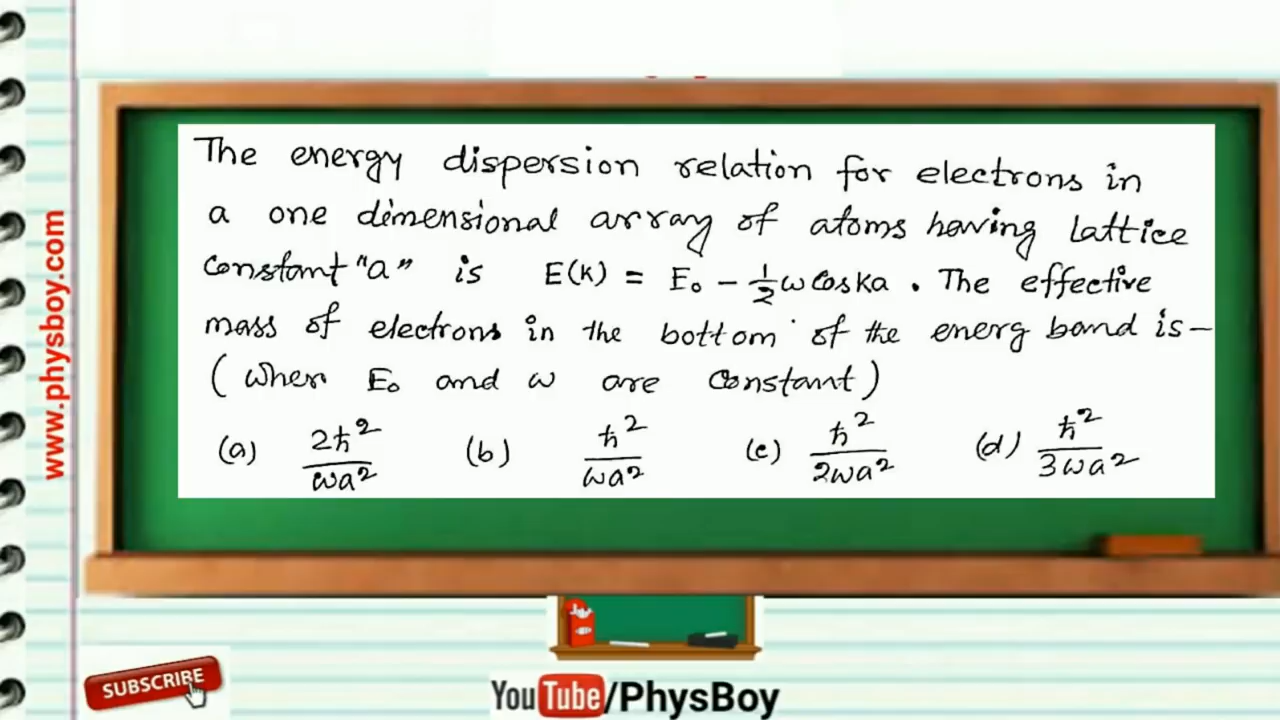 The energy dispersion relation for electrons in
a one dimensional array of atoms having lattice
constant "a" is E(k) = E₀ - 1/2 ω cos ka . The effective
mass of electrons in the bottom of the energ band is -
(when E₀ and ω are constant)
(a) 2ħ²/ωa² (b) ħ²/ωa² (c) ħ²/2ωa² (d) ħ²/3ωa²
www.physboy.com
SUBSCRIBE
YouTube/PhysBoy